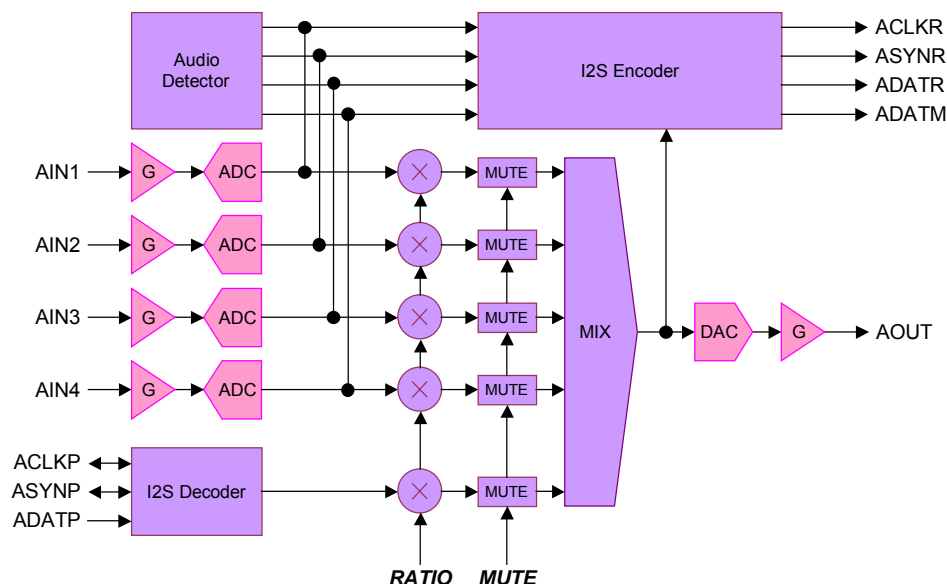 Audio
Detector
I2S Encoder
ACLKR
ASYNR
ADATR
ADATM
AIN1
G
ADC
MUTE
AIN2
G
ADC
MUTE
AIN3
G
ADC
MUTE
MIX
DAC
G
AOUT
AIN4
G
ADC
MUTE
ACLKP
ASYNP
ADATP
I2S Decoder
MUTE
RATIO
MUTE